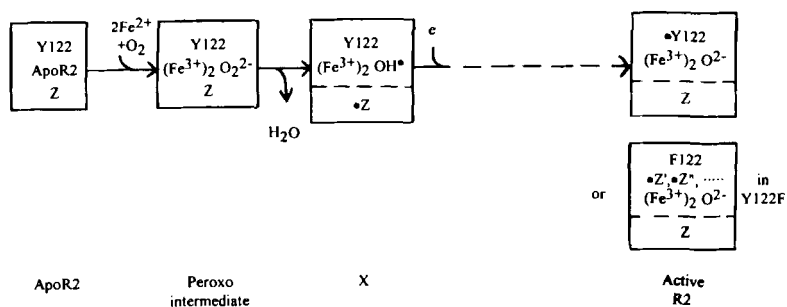 Y122
ApoR2
Z
2Fe²⁺
+O₂
Y122
(Fe³⁺)₂ O₂²⁻
Z
H₂O
Y122
(Fe³⁺)₂ OH•
•Z
e
•Y122
(Fe³⁺)₂ O²⁻
Z
or
F122
•Z', •Z", .....
(Fe³⁺)₂ O²⁻
Z
in
Y122F
ApoR2
Peroxo
intermediate
X
Active
R2